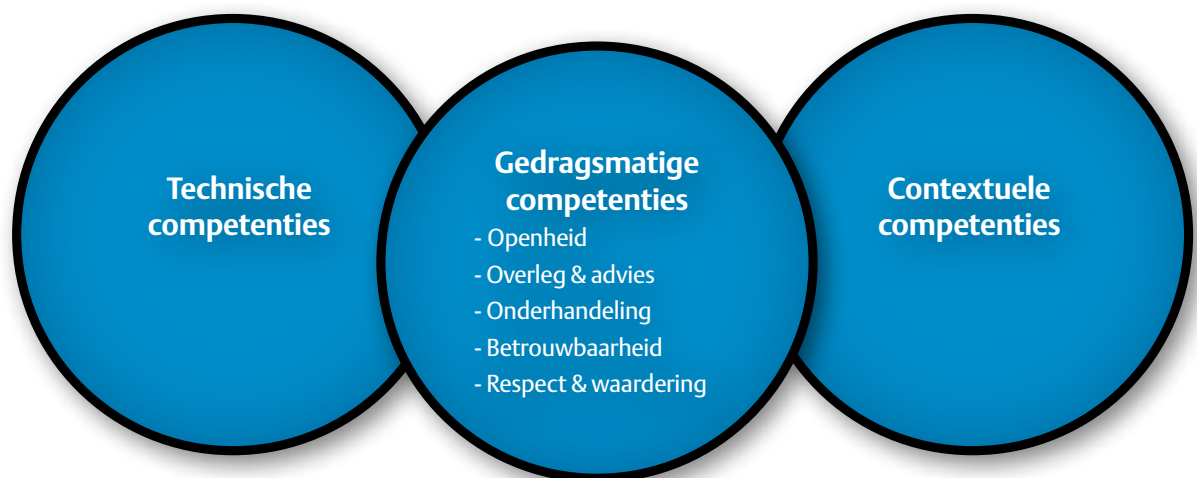 Technische
competenties
Gedragsmatige
competenties
- Openheid
- Overleg & advies
- Onderhandeling
- Betrouwbaarheid
- Respect & waardering
Contextuele
competenties